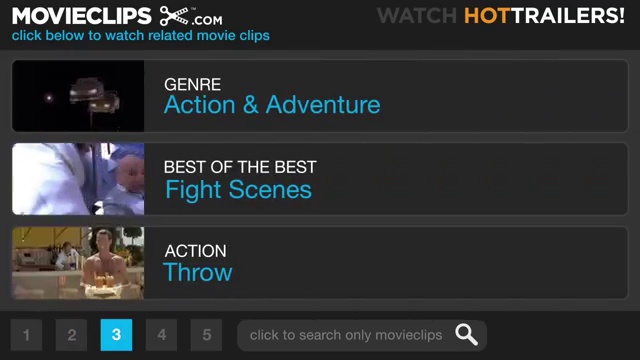 MOVIECLIPS .COM™
WATCH HOTTRAILERS!
click below to watch related movie clips
GENRE
Action & Adventure
BEST OF THE BEST
Fight Scenes
ACTION
Throw
1 2 3 4 5
click to search only movieclips